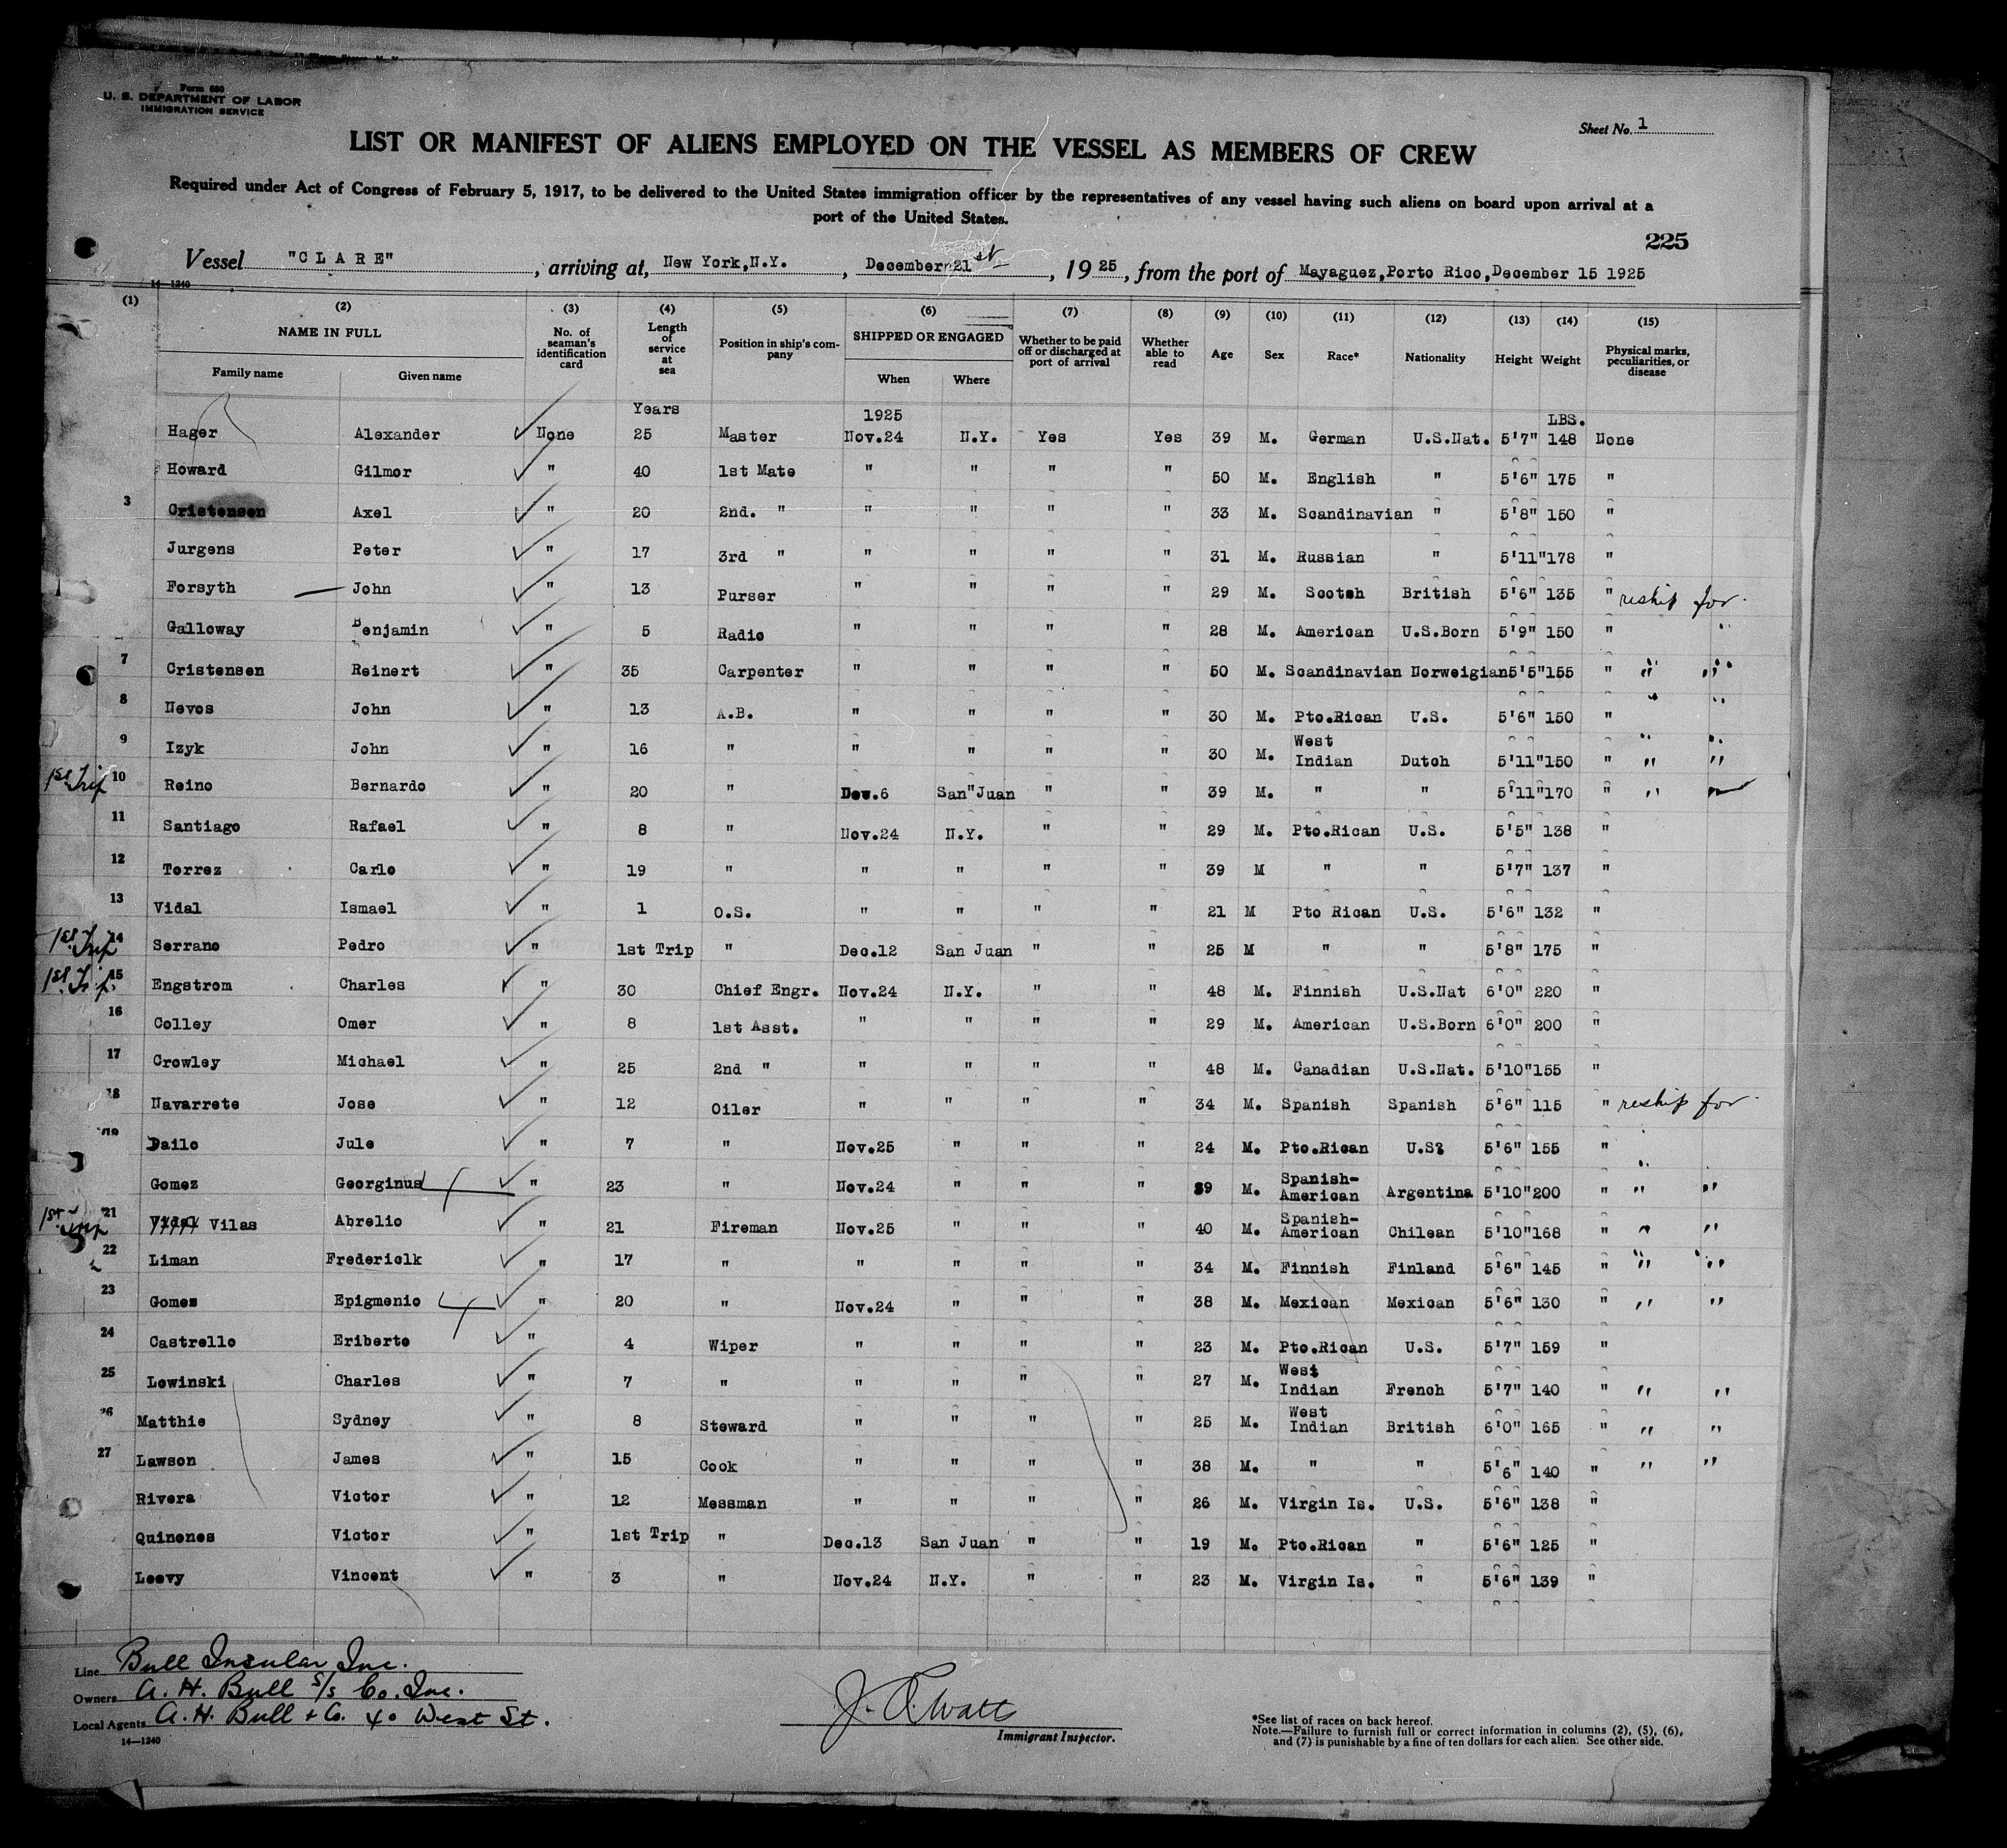 Form 680
U. S. DEPARTMENT OF LABOR
IMMIGRATION SERVICE
Sheet No. 1
LIST OR MANIFEST OF ALIENS EMPLOYED ON THE VESSEL AS MEMBERS OF CREW
Required under Act of Congress of February 5, 1917, to be delivered to the United States immigration officer by the representatives of any vessel having such aliens on board upon arrival at a
port of the United States.
225
Vessel "CLARE", arriving at, New York,N.Y., December 21st, 1925, from the port of Mayaguez,Porto Rico,December 15 1925
14—1240
(1) (2) (3) (4) (5) (6) (7) (8) (9) (10) (11) (12) (13) (14) (15)
NAME IN FULL Family name Given name No. of seaman's identification card Length of service at sea Position in ship's company SHIPPED OR ENGAGED When Where Whether to be paid off or discharged at port of arrival Whether able to read Age Sex Race* Nationality Height Weight Physical marks, peculiarities, or disease
Years 1925 LBS.
Hager Alexander None 25 Master Nov.24 N.Y. Yes Yes 39 M. German U.S.Nat. 5'7" 148 None
Howard Gilmor " 40 1st Mate " " " " 50 M. English " 5'6" 175 "
3 Cristensen Axel " 20 2nd. " " " " " 33 M. Scandinavian " 5'8" 150 "
Jurgens Peter " 17 3rd " " " " " 31 M. Russian " 5'11" 178 "
Forsyth John " 13 Purser " " " " 29 M. Scotch British 5'6" 135 " reship for
Galloway Benjamin " 5 Radio " " " " 28 M. American U.S.Born 5'9" 150 "
7 Cristensen Reinert " 35 Carpenter " " " " 50 M. Scandinavian Norweigian 5'5" 155 " " "
8 Nevos John " 13 A.B. " " " " 30 M. Pto.Rican U.S. 5'6" 150 "
9 Izyk John " 16 " " " " " 30 M. West Indian Dutch 5'11" 150 " " "
1st Trip 10 Reino Bernardo " 20 " Dev.6 San"Juan " " 39 M. " " 5'11" 170 " "
11 Santiago Rafael " 8 " Nov.24 N.Y. " " 29 M. Pto.Rican U.S. 5'5" 138 "
12 Torrez Carlo " 19 " " " " " 39 M " " 5'7" 137 "
13 Vidal Ismael " 1 O.S. " " " " 21 M Pto Rican U.S. 5'6" 132 "
1st Trip 14 Serrano Pedro " 1st Trip " Dec.12 San Juan " " 25 M " " 5'8" 175 "
1st Trip 15 Engstrom Charles " 30 Chief Engr. Nov.24 N.Y. " " 48 M. Finnish U.S.Nat 6'0" 220 "
16 Colley Omer " 8 1st Asst. " " " " 29 M. American U.S.Born 6'0" 200 "
17 Crowley Michael " 25 2nd " " " " " 48 M. Canadian U.S.Nat. 5'10" 155 "
18 Navarrete Jose " 12 Oiler " " " " 34 M. Spanish Spanish 5'6" 115 " reship for
19 Dailo Jule " 7 " Nov.25 " " " 24 M. Pto.Rican U.S 5'6" 155 "
Gomez Georginus " 23 " Nov.24 " " " 39 M. Spanish-American Argentina 5'10" 200 " " "
1st Trip 21 Vidal Vilas Abrelio " 21 Fireman Nov.25 " " " 40 M. Spanish-American Chilean 5'10" 168 " " "
22 Liman Fredericlk " 17 " " " " " 34 M. Finnish Finland 5'6" 145 " " "
23 Gomes Epigmenio " 20 " Nov.24 " " " 38 M. Mexican Mexican 5'6" 130 " " "
24 Castrello Eriberto " 4 Wiper " " " " 23 M. Pto.Rican U.S. 5'7" 159 "
25 Lowinski Charles " 7 " " " " " 27 M. West Indian French 5'7" 140 " " "
26 Matthie Sydney " 8 Steward " " " " 25 M. West Indian British 6'0" 165 " " "
27 Lawson James " 15 Cook " " " " 38 M. " " 5'6" 140 " " "
Rivera Victor " 12 Messman " " " " 26 M. Virgin Is. U.S. 5'6" 138 "
Quinones Victor " 1st Trip " Dec.13 San Juan " " 19 M. Pto.Rican " 5'6" 125 "
Leevy Vincent " 3 " Nov.24 N.Y. " " 23 M. Virgin Is. " 5'6" 139 "
Line Bull Insular Inc.
Owners A. H. Bull S/S Co. Inc.
Local Agents A. H. Bull + Co. 40 West St.
14—1240
Immigrant Inspector.
*See list of races on back hereof.
Note.—Failure to furnish full or correct information in columns (2), (5), (6),
and (7) is punishable by a fine of ten dollars for each alien. See other side.